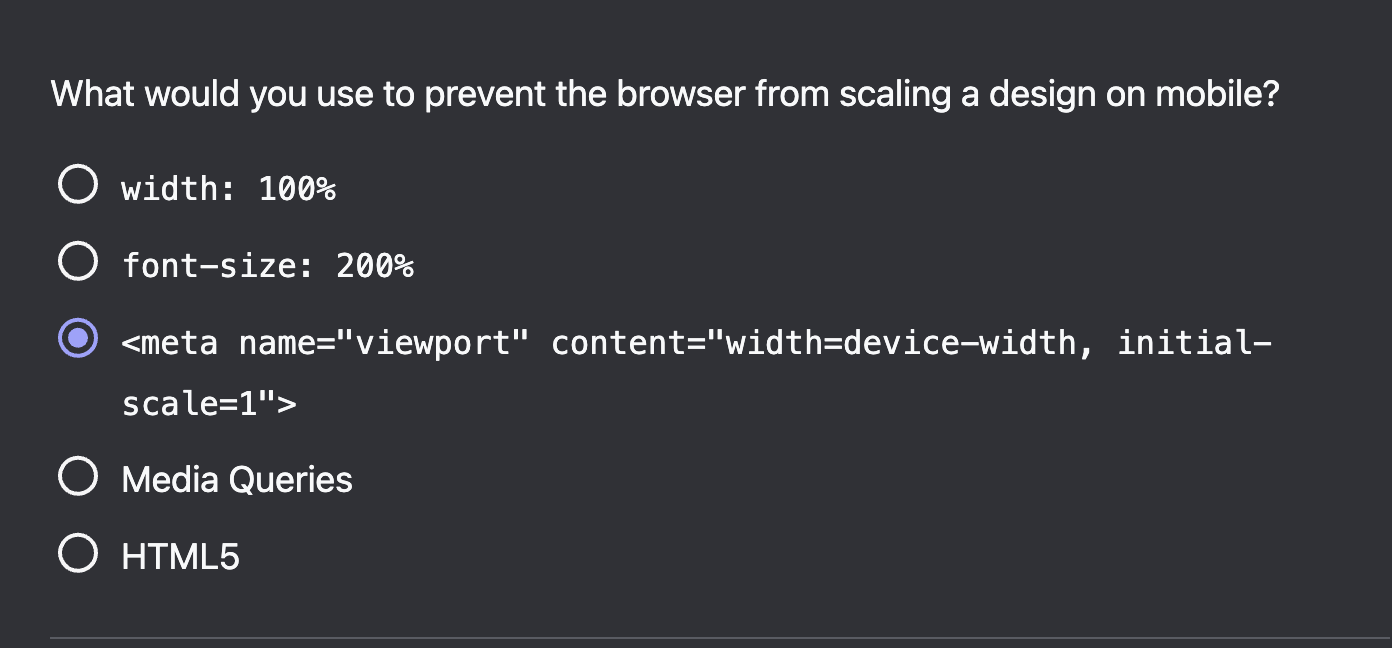 What would you use to prevent the browser from scaling a design on mobile?
width: 100%
font-size: 200%
<meta name="viewport" content="width=device-width, initial-
scale=1">
Media Queries
HTML5